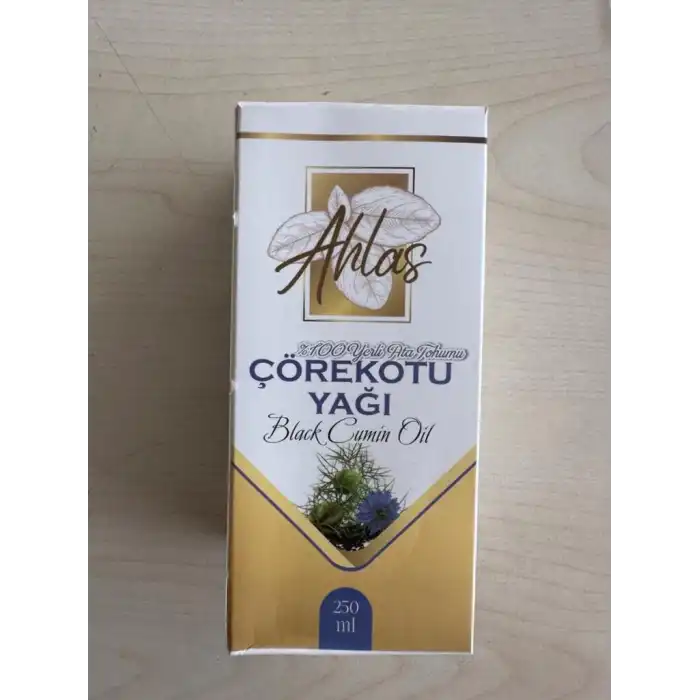 Ahlas
%100 Yerli Ata Tohumu
ÇÖREKOTU
YAĞI
Black Cumin Oil
250
ml